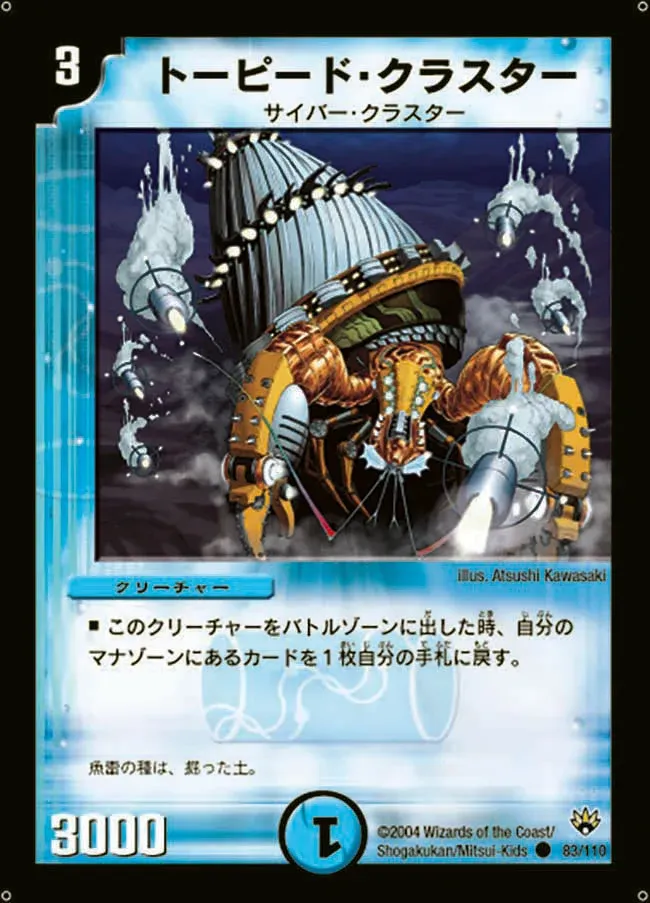 3
トーピード・クラスター
サイバー・クラスター
illus. Atsushi Kawasaki
クリーチャー
■ このクリーチャーをバトルゾーンに出した時、自分の
マナゾーンにあるカードを1枚自分の手札に戻す。
魚雷の種は、掘った土。
3000
1
©2004 Wizards of the Coast/
Shogakukan/Mitsui-Kids ● 83/110